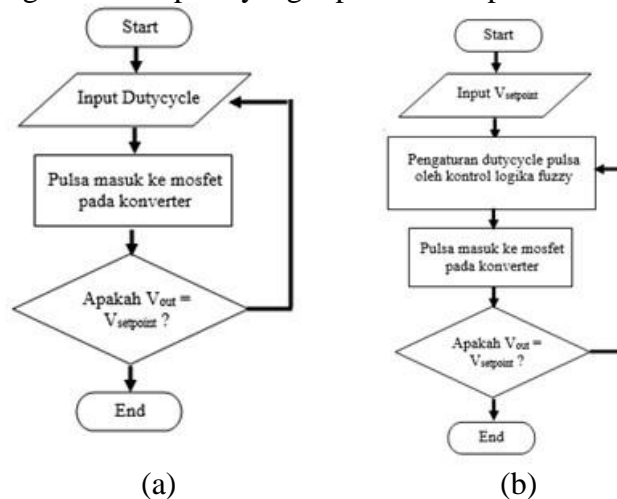 Start
Input Dutycycle
Pulsa masuk ke mosfet
pada konverter
Apakah Vout =
Vsetpoint ?
End
(a)
Start
Input Vsetpoint
Pengaturan dutycycle pulsa
oleh kontrol logika fuzzy
Pulsa masuk ke mosfet
pada konverter
Apakah Vout =
Vsetpoint ?
End
(b)